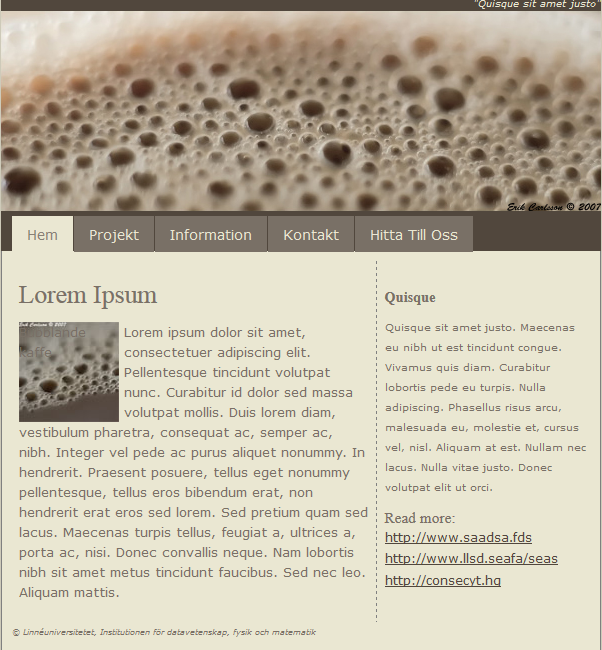 "Quisque sit amet justo"
Erik Carlsson © 2007
Hem
Projekt
Information
Kontakt
Hitta Till Oss
Lorem Ipsum
Erik Carlsson © 2007
kaffe
Lorem ipsum dolor sit amet,
consectetuer adipiscing elit.
Pellentesque tincidunt volutpat
nunc. Curabitur id dolor sed massa
volutpat mollis. Duis lorem diam,
vestibulum pharetra, consequat ac, semper ac,
nibh. Integer vel pede ac purus aliquet nonummy. In
hendrerit. Praesent posuere, tellus eget nonummy
pellentesque, tellus eros bibendum erat, non
hendrerit erat eros sed lorem. Sed pretium quam sed
lacus. Maecenas turpis tellus, feugiat a, ultrices a,
porta ac, nisi. Donec convallis neque. Nam lobortis
nibh sit amet metus tincidunt faucibus. Sed nec leo.
Aliquam mattis.
Quisque
Quisque sit amet justo. Maecenas
eu nibh ut est tincidunt congue.
Vivamus quis diam. Curabitur
lobortis pede eu turpis. Nulla
adipiscing. Phasellus risus arcu,
malesuada eu, molestie et, cursus
vel, nisl. Aliquam at est. Nullam nec
lacus. Nulla vitae justo. Donec
volutpat elit ut orci.
Read more:
http://www.saadsa.fds
http://www.llsd.seafa/seas
http://consecyt.hq
© Linnéuniversitetet, Institutionen för datavetenskap, fysik och matematik